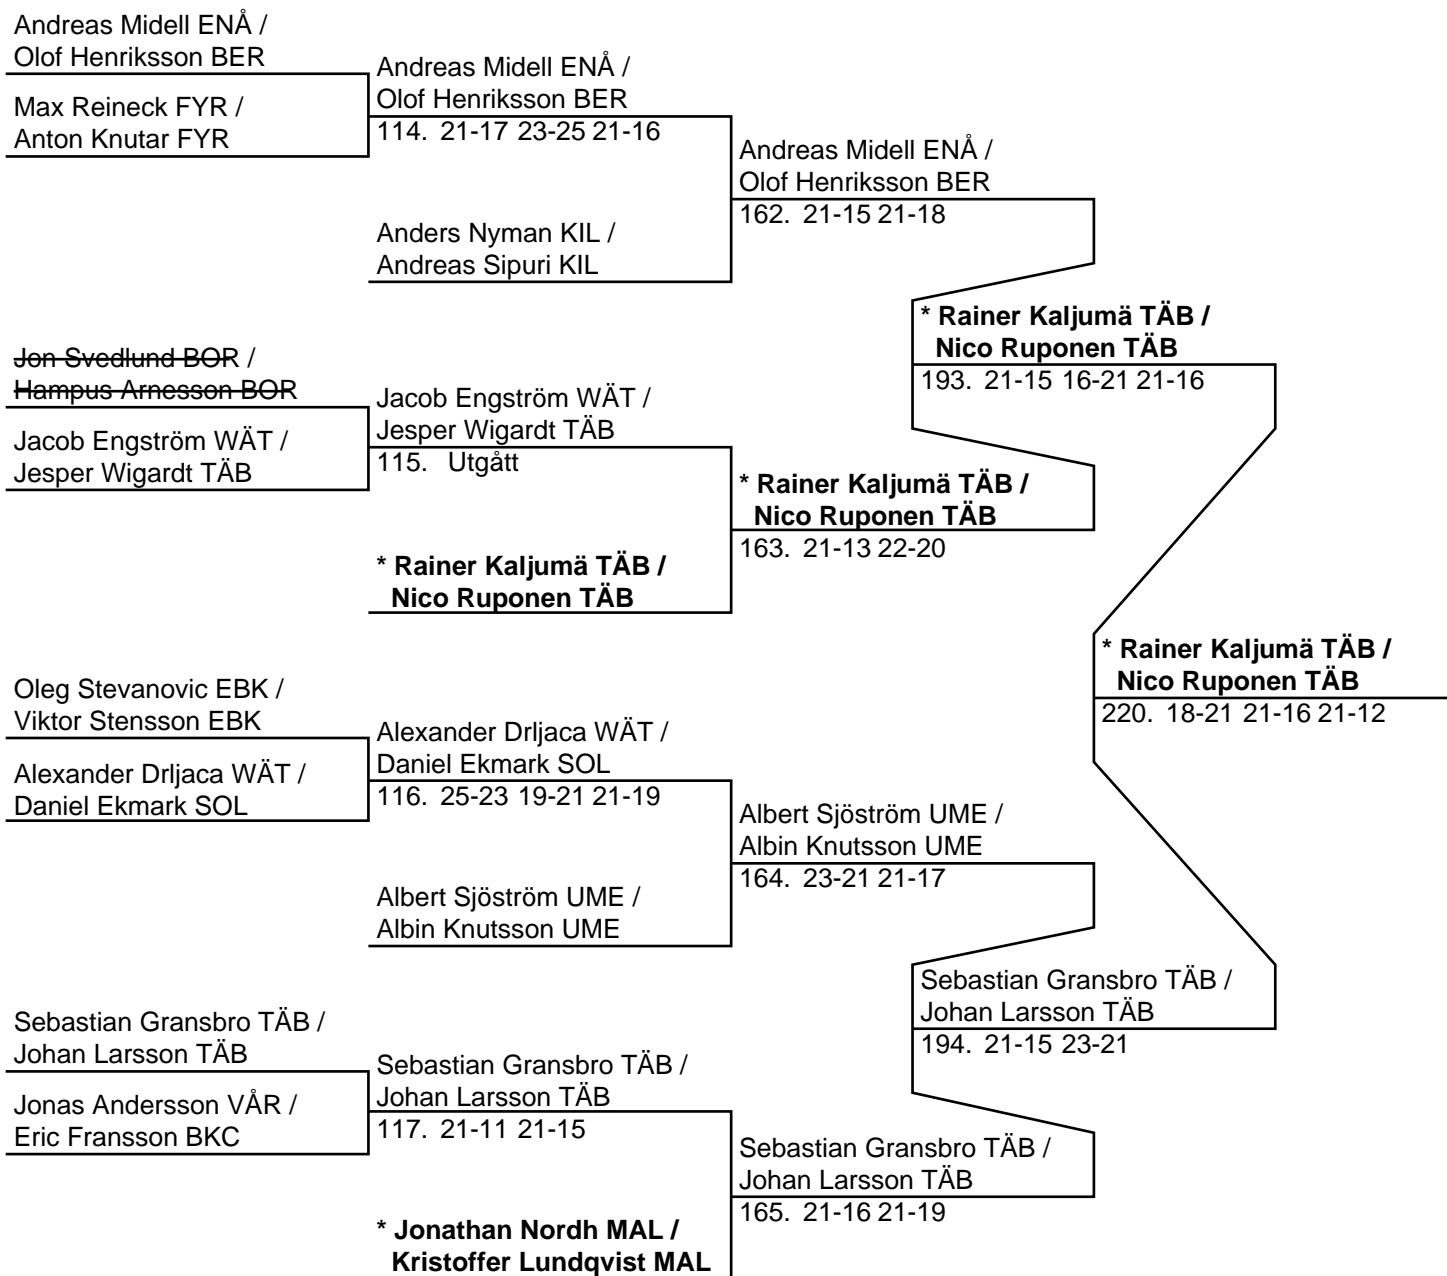 Andreas Midell ENÅ /
Olof Henriksson BER
Max Reineck FYR /
Anton Knutar FYR
Andreas Midell ENÅ /
Olof Henriksson BER
114. 21-17 23-25 21-16
Anders Nyman KIL /
Andreas Sipuri KIL
Andreas Midell ENÅ /
Olof Henriksson BER
162. 21-15 21-18
Jon Svedlund BOR /
Hampus Arnesson BOR
Jacob Engström WÄT /
Jesper Wigardt TÄB
Jacob Engström WÄT /
Jesper Wigardt TÄB
115. Utgått
* Rainer Kaljumä TÄB /
Nico Ruponen TÄB
* Rainer Kaljumä TÄB /
Nico Ruponen TÄB
163. 21-13 22-20
* Rainer Kaljumä TÄB /
Nico Ruponen TÄB
193. 21-15 16-21 21-16
Oleg Stevanovic EBK /
Viktor Stensson EBK
Alexander Drljaca WÄT /
Daniel Ekmark SOL
Alexander Drljaca WÄT /
Daniel Ekmark SOL
116. 25-23 19-21 21-19
Albert Sjöström UME /
Albin Knutsson UME
Albert Sjöström UME /
Albin Knutsson UME
164. 23-21 21-17
Sebastian Gransbro TÄB /
Johan Larsson TÄB
Jonas Andersson VÅR /
Eric Fransson BKC
Sebastian Gransbro TÄB /
Johan Larsson TÄB
117. 21-11 21-15
* Jonathan Nordh MAL /
Kristoffer Lundqvist MAL
Sebastian Gransbro TÄB /
Johan Larsson TÄB
165. 21-16 21-19
Sebastian Gransbro TÄB /
Johan Larsson TÄB
194. 21-15 23-21
* Rainer Kaljumä TÄB /
Nico Ruponen TÄB
220. 18-21 21-16 21-12